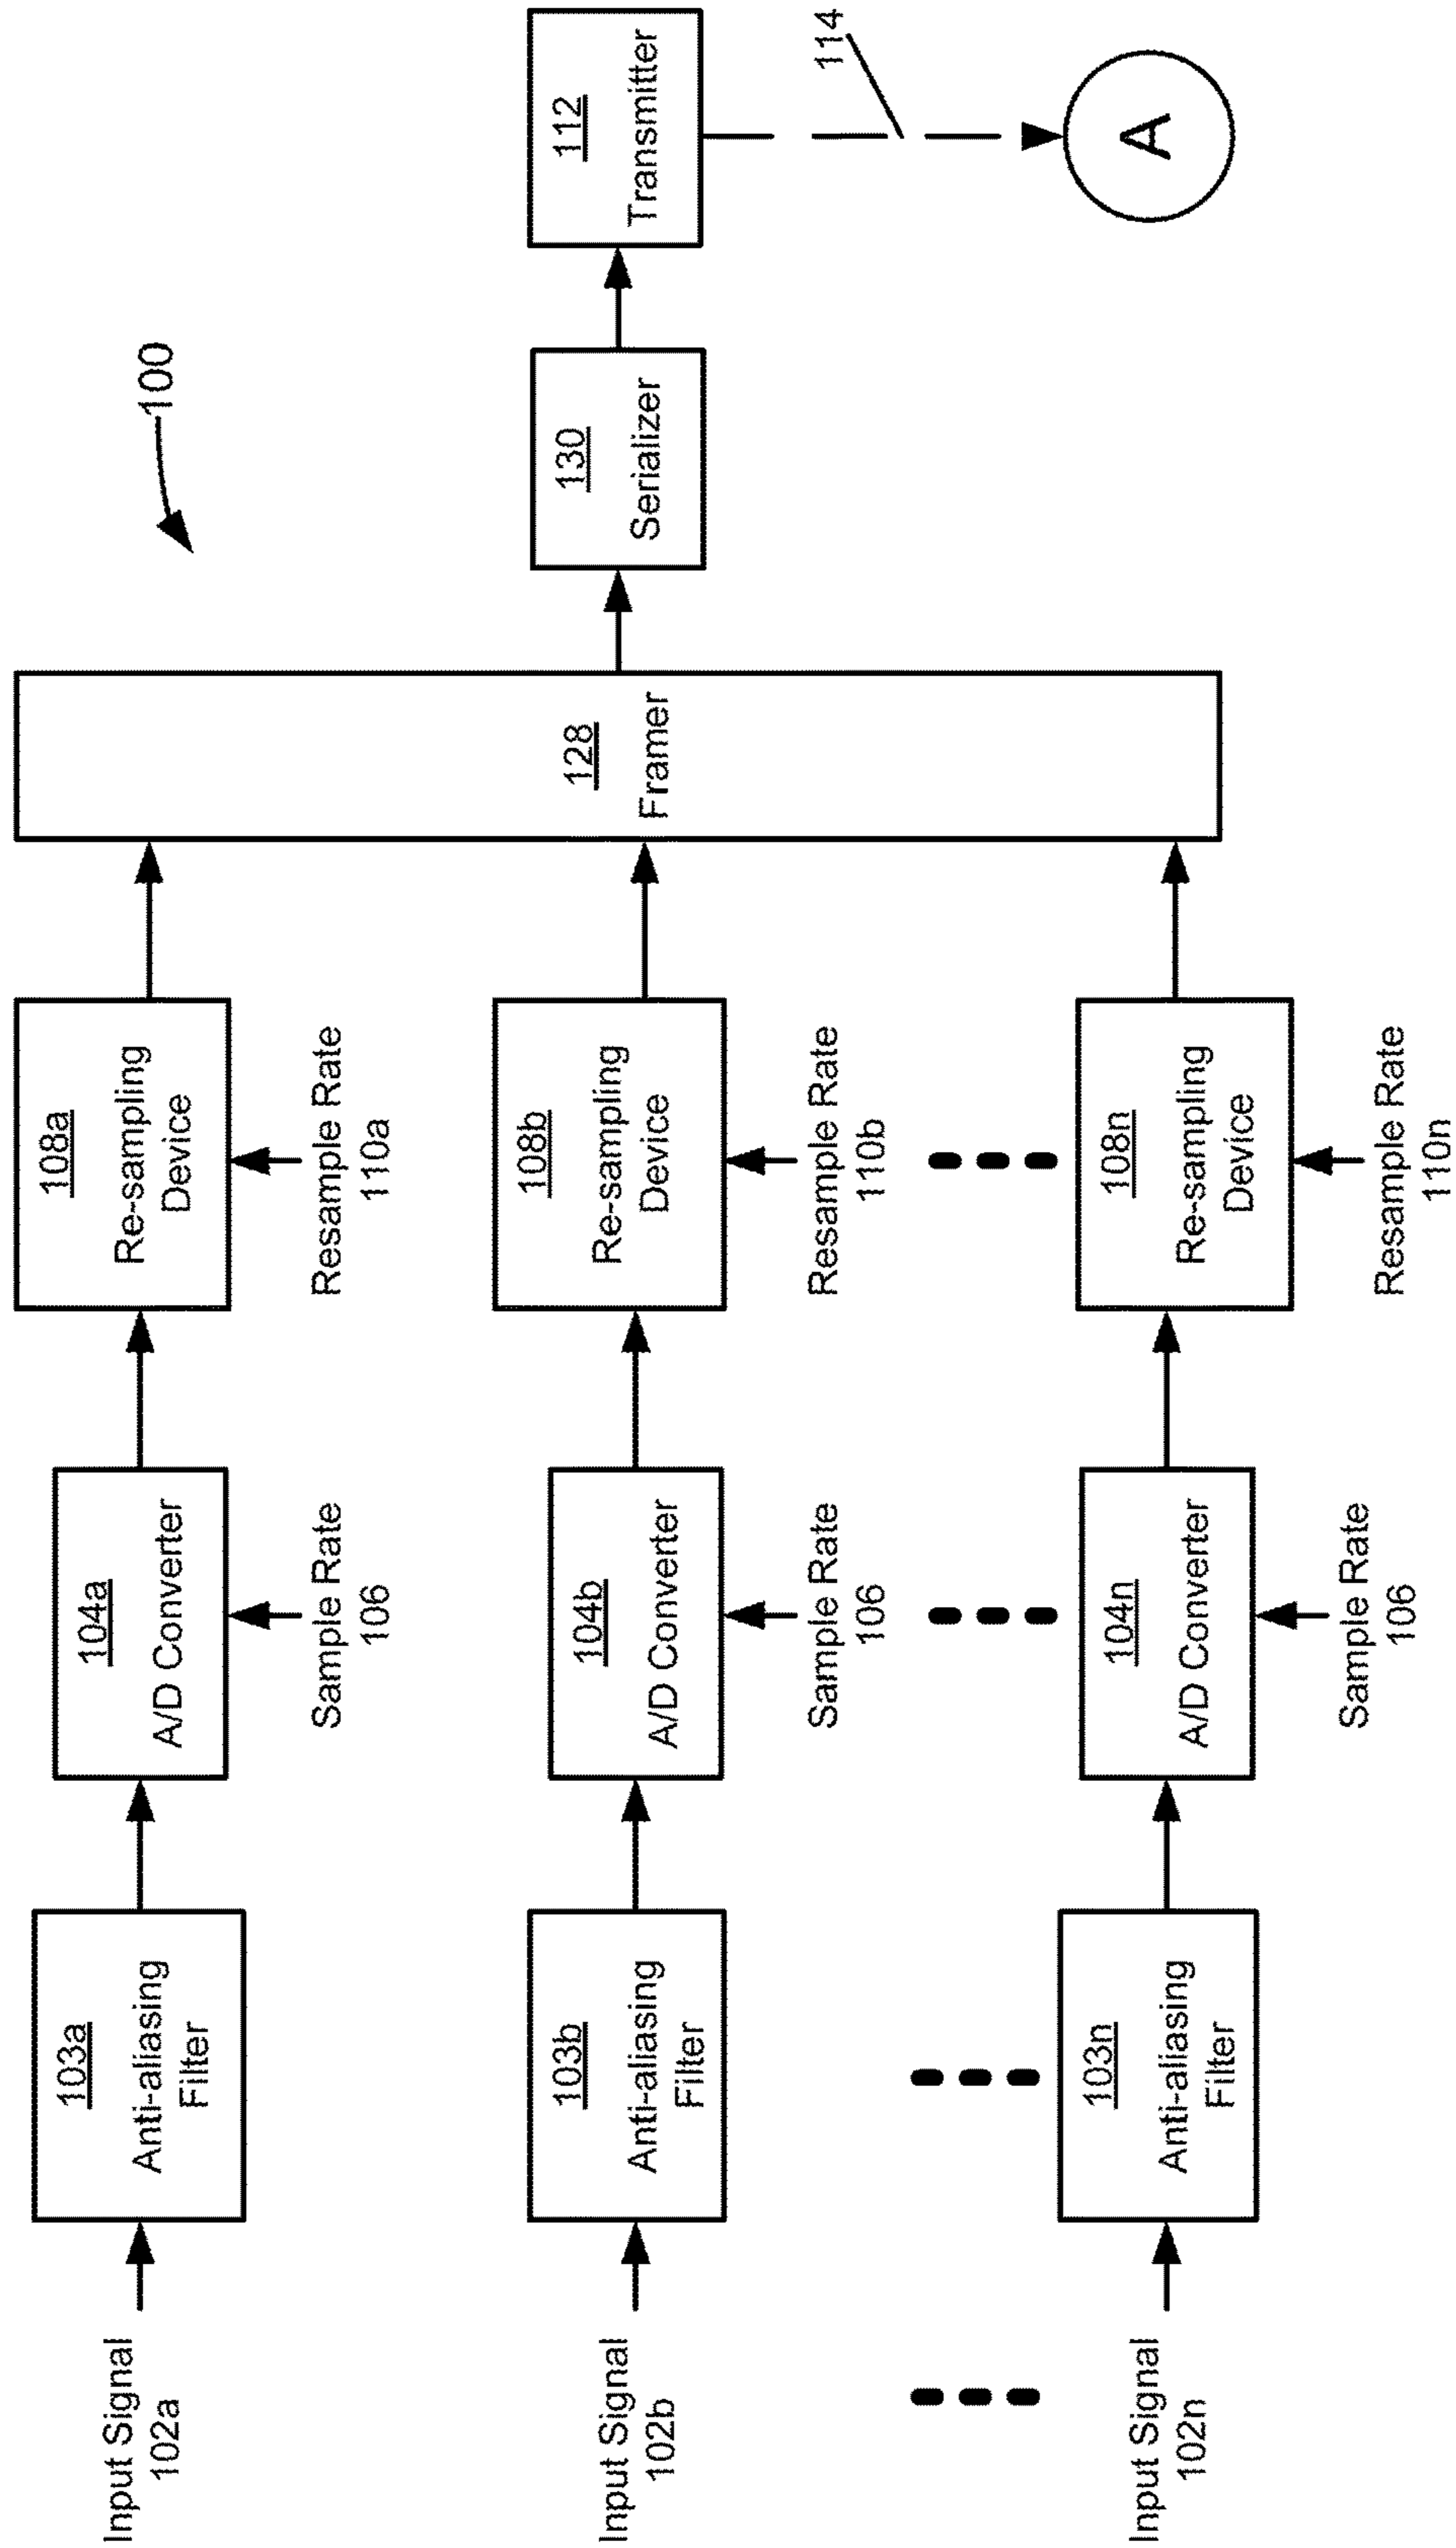 100
Input Signal
102a
103a
Anti-aliasing
Filter
104a
A/D Converter
Sample Rate
106
108a
Re-sampling
Device
Resample Rate
110a
Input Signal
102b
103b
Anti-aliasing
Filter
104b
A/D Converter
Sample Rate
106
108b
Re-sampling
Device
Resample Rate
110b
Input Signal
102n
103n
Anti-aliasing
Filter
104n
A/D Converter
Sample Rate
106
108n
Re-sampling
Device
Resample Rate
110n
128
Framer
130
Serializer
112
Transmitter
114
A